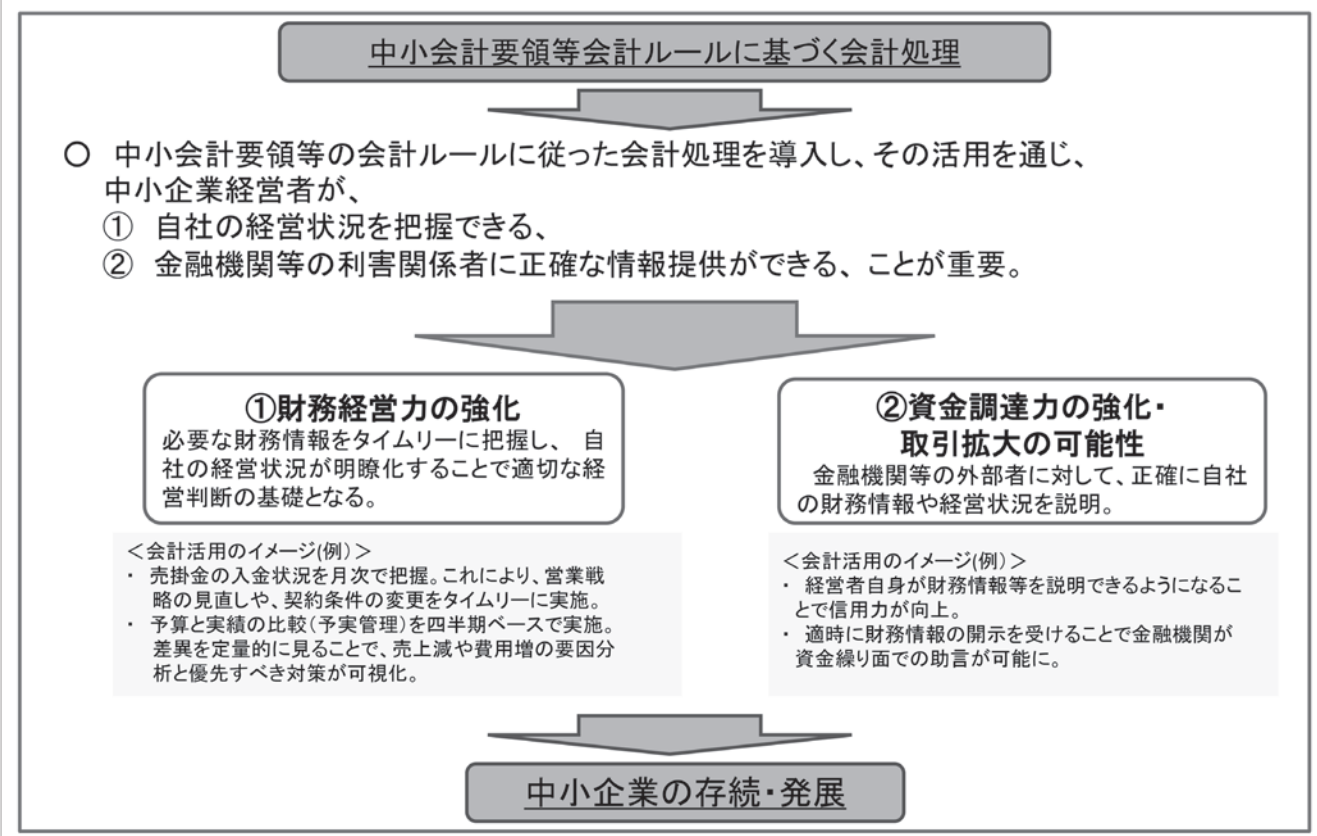 中小会計要領等会計ルールに基づく会計処理
〇　中小会計要領等の会計ルールに従った会計処理を導入し、その活用を通じ、
中小企業経営者が、
①　自社の経営状況を把握できる、
②　金融機関等の利害関係者に正確な情報提供ができる、ことが重要。
①財務経営力の強化
必要な財務情報をタイムリーに把握し、 自
社の経営状況が明瞭化することで適切な経
営判断の基礎となる。
＜会計活用のイメージ(例)＞
・ 売掛金の入金状況を月次で把握。これにより、営業戦
略の見直しや、契約条件の変更をタイムリーに実施。
・ 予算と実績の比較（予実管理）を四半期ベースで実施。
差異を定量的に見ることで、売上減や費用増の要因分
析と優先すべき対策が可視化。
②資金調達力の強化・
取引拡大の可能性
金融機関等の外部者に対して、正確に自社
の財務情報や経営状況を説明。
＜会計活用のイメージ(例)＞
・ 経営者自身が財務情報等を説明できるようになるこ
とで信用力が向上。
・ 適時に財務情報の開示を受けることで金融機関が
資金繰り面での助言が可能に。
中小企業の存続・発展